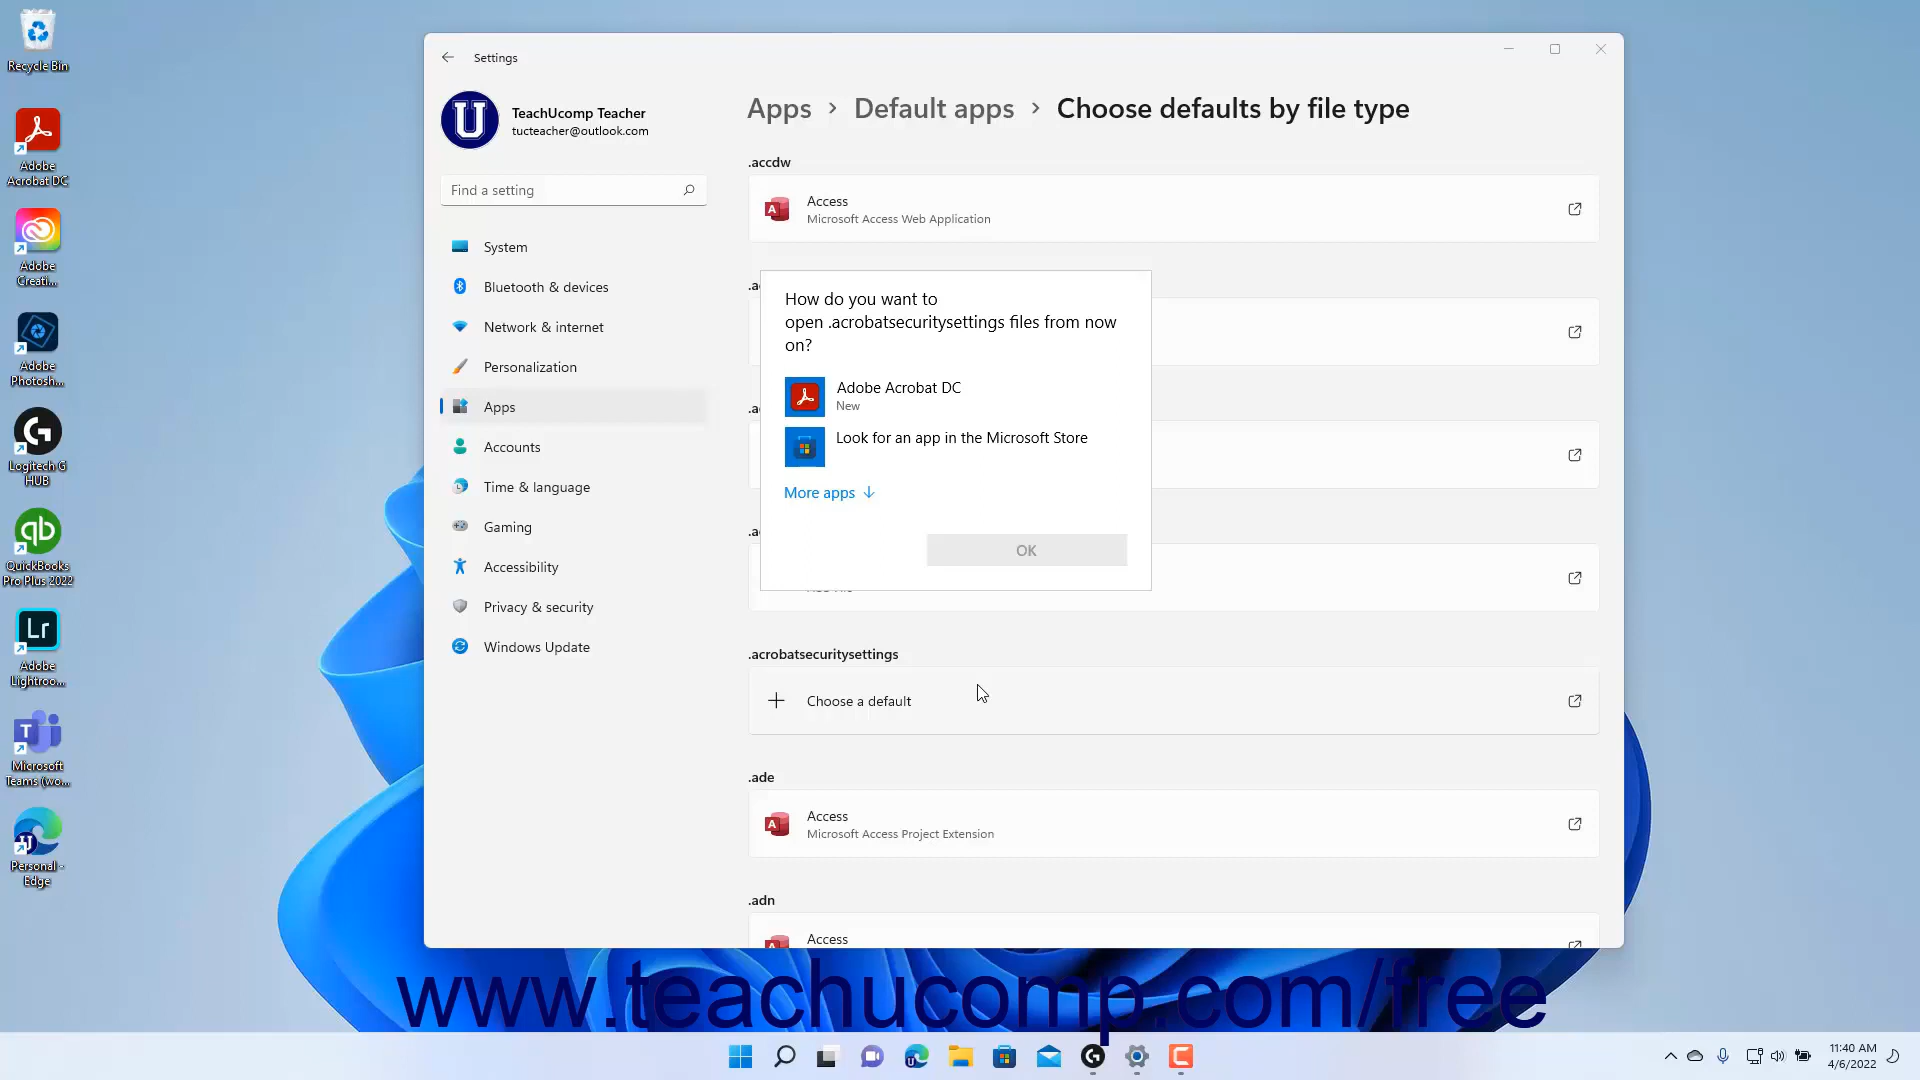 Recycle Bin
Adobe
Acrobat DC
Adobe
Creati...
Adobe
Photosh...
Logitech G
HUB
QuickBooks
Pro Plus 2022
Lr
Adobe
Lightroo...
Microsoft
Teams (wo...
Personal -
Edge
Settings
TeachUcomp Teacher
tucteacher@outlook.com
Find a setting
System
Bluetooth & devices
Network & internet
Personalization
Apps
Accounts
Time & language
Gaming
Accessibility
Privacy & security
Windows Update
Apps > Default apps > Choose defaults by file type
.accdw
Access
Microsoft Access Web Application
How do you want to
open .acrobatsecuritysettings files from now
on?
Adobe Acrobat DC
New
Look for an app in the Microsoft Store
More apps
OK
.acrobatsecuritysettings
Choose a default
.ade
Access
Microsoft Access Project Extension
.adn
Access
www.teachucomp.com/free
11:40 AM
4/6/2022